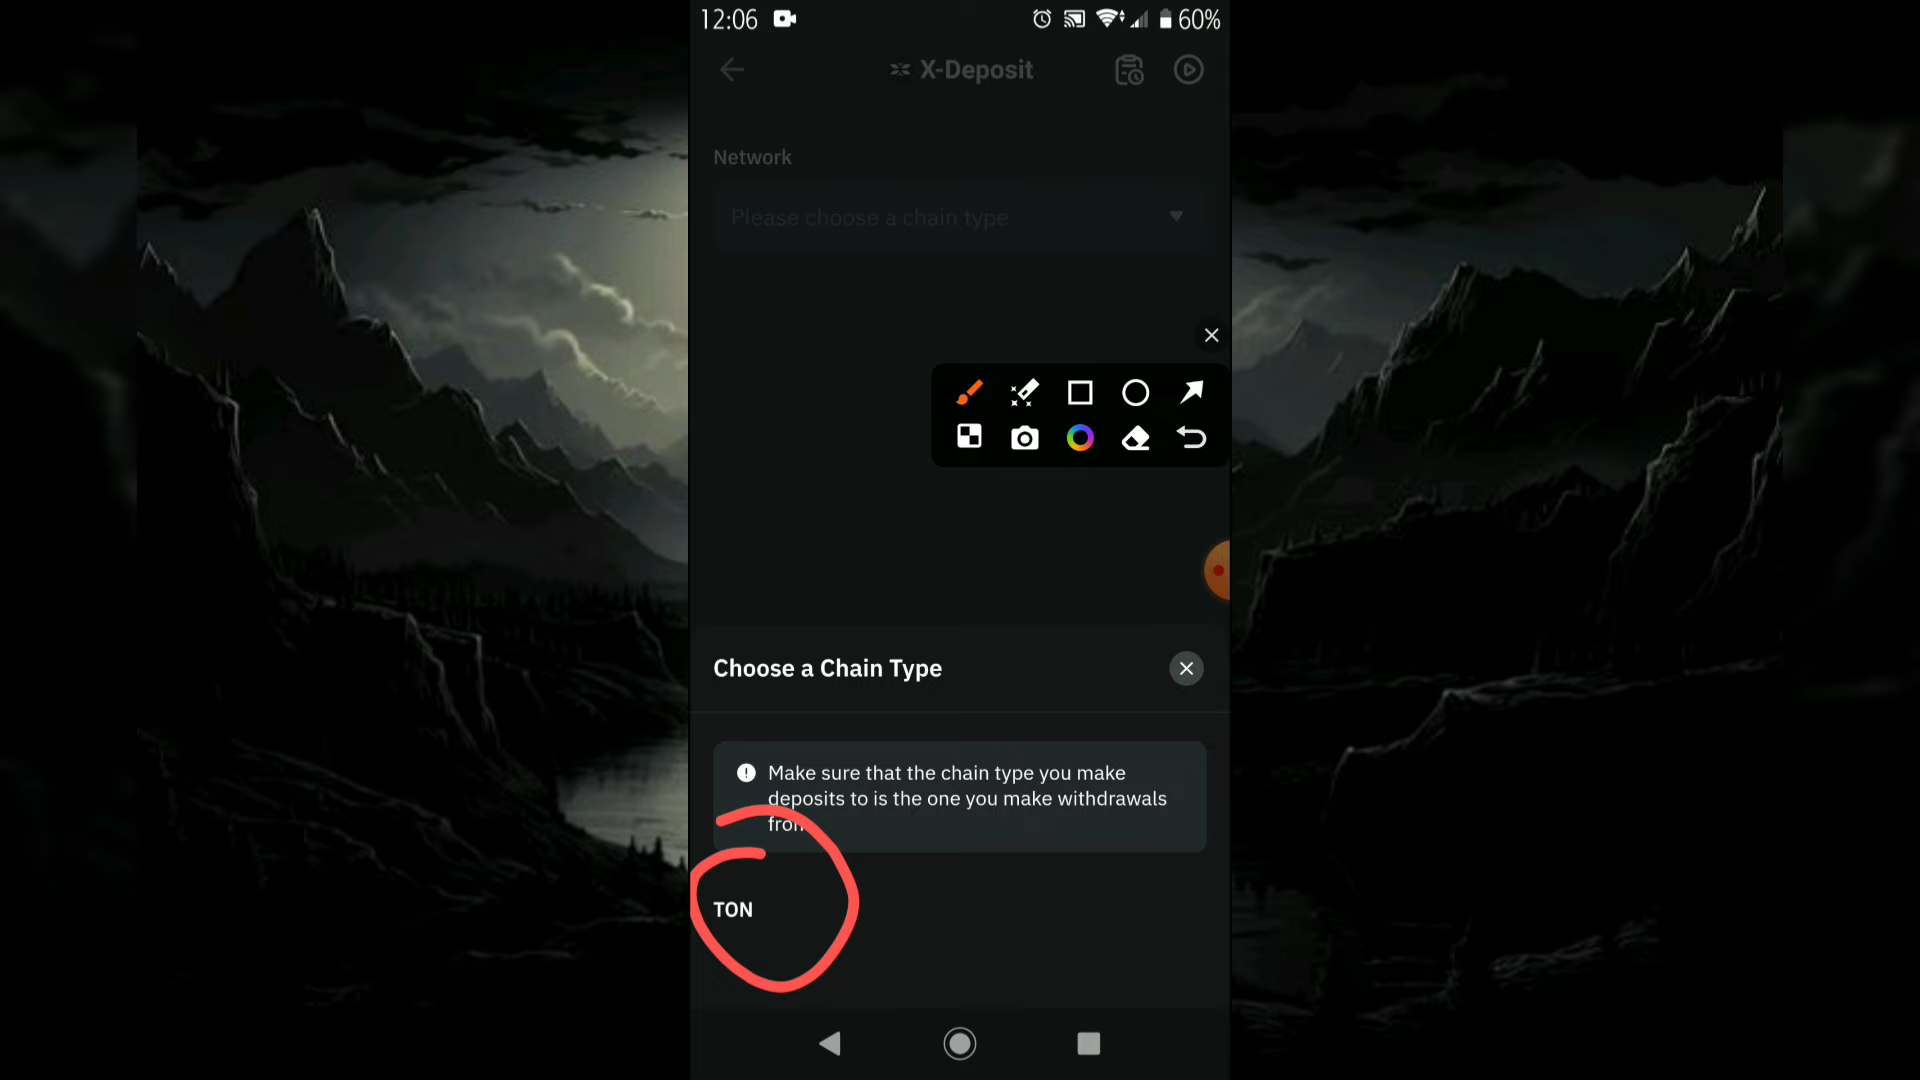 12:06
60%
X-Deposit
Network
Please choose a chain type
Choose a Chain Type
Make sure that the chain type you make
deposits to is the one you make withdrawals
from
TON